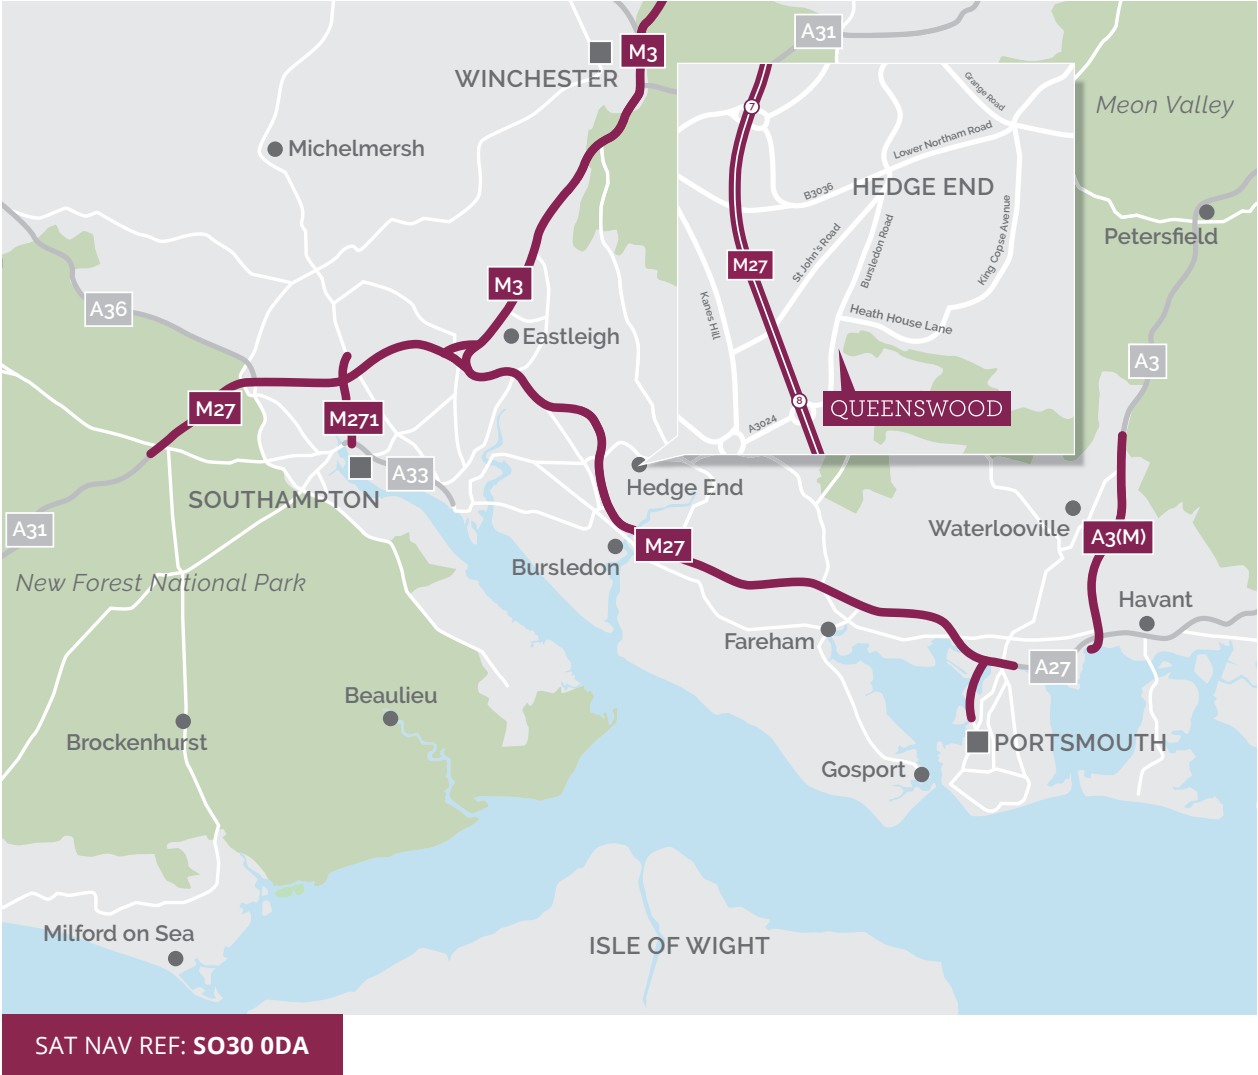 A31
M3
WINCHESTER
Meon Valley
Michelmersh
Petersfield
M3
A36
Eastleigh
A3
M27
M271
A33
SOUTHAMPTON
A31
Hedge End
Waterlooville
A3(M)
M27
Bursledon
New Forest National Park
Havant
Fareham
A27
Beaulieu
Brockenhurst
PORTSMOUTH
Gosport
Milford on Sea
ISLE OF WIGHT
Grange Road
7
Lower Northam Road
HEDGE END
B3036
King Copse Avenue
St John's Road
Bursledon Road
M27
Kanes Hill
Heath House Lane
8
QUEENSWOOD
A3024
SAT NAV REF: SO30 0DA